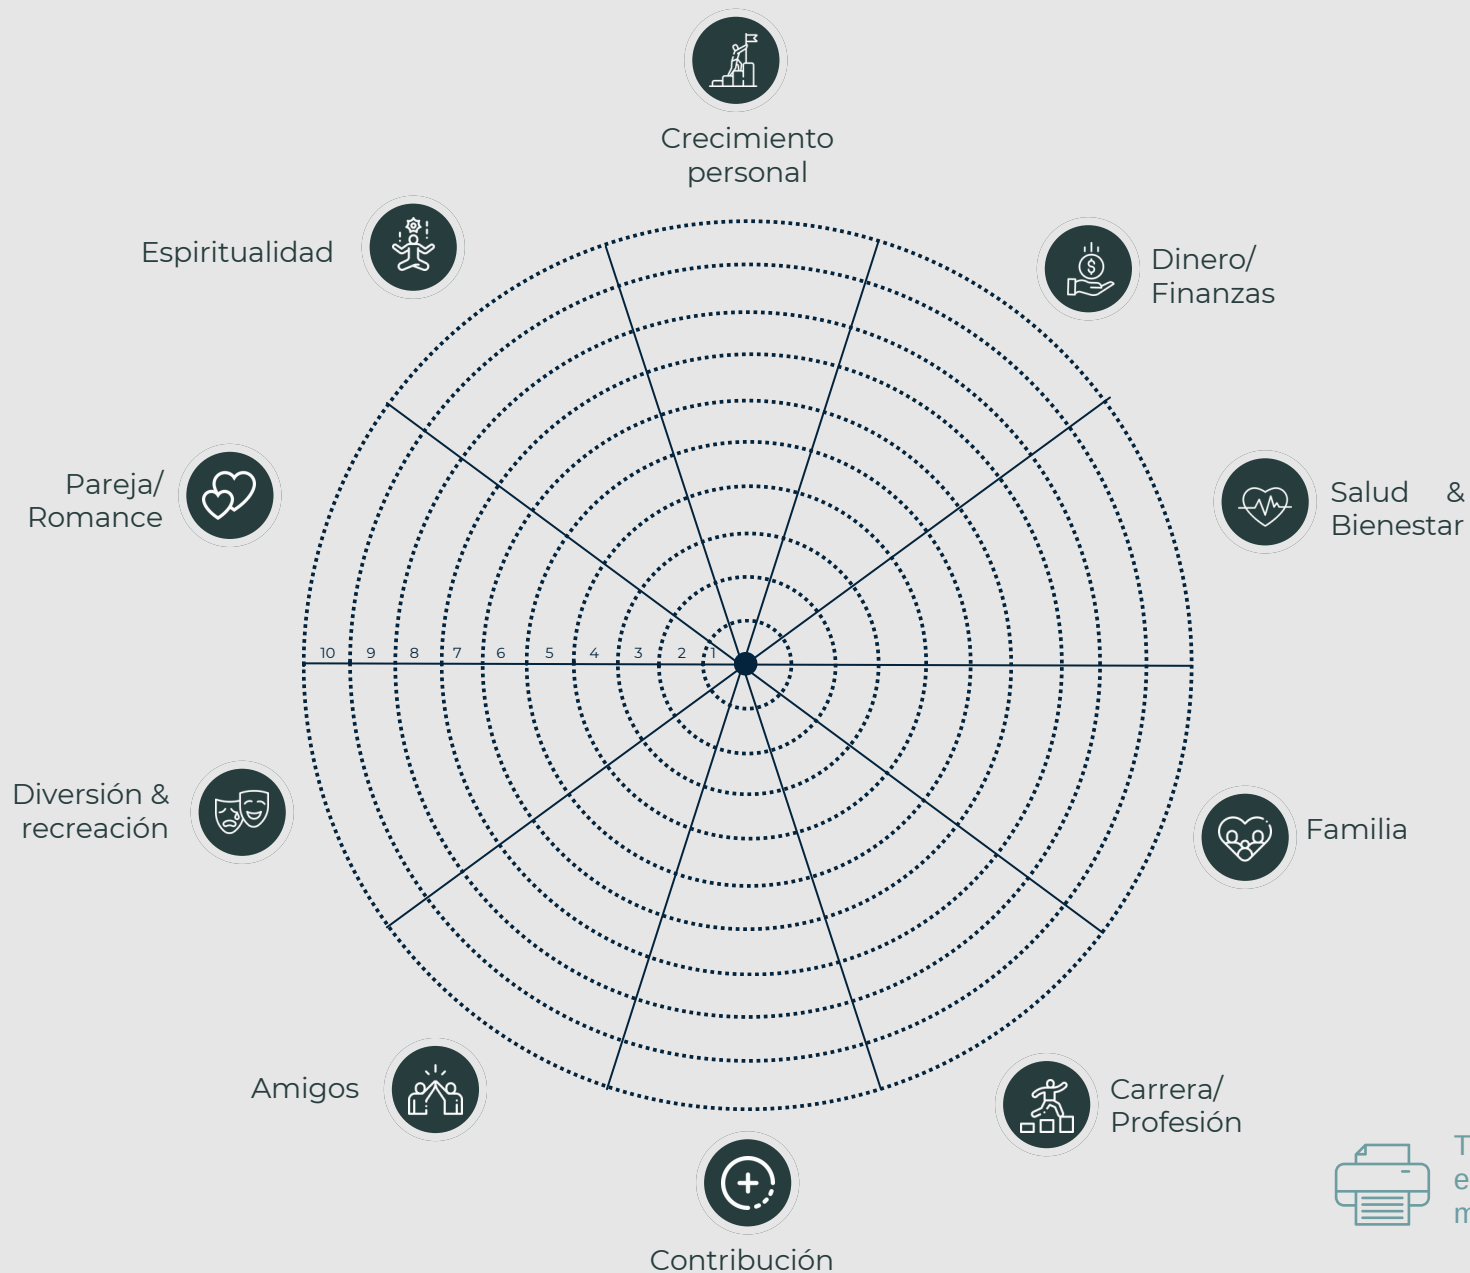 Crecimiento
personal
Espiritualidad
Dinero/
Finanzas
Pareja/
Romance
Salud &
Bienestar
10 9 8 7 6 5 4 3 2 1
Diversión &
recreación
Familia
Amigos
Carrera/
Profesión
Contribución